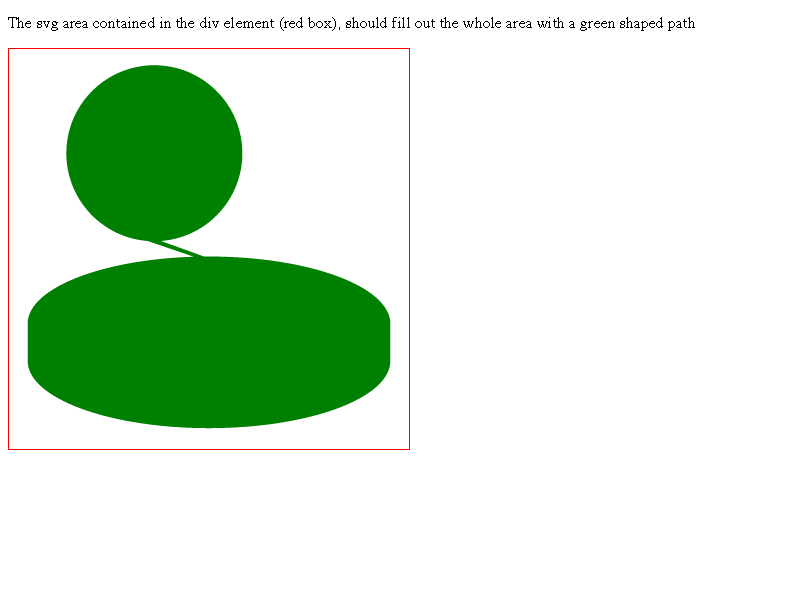 The svg area contained in the div element (red box), should fill out the whole area with a green shaped path